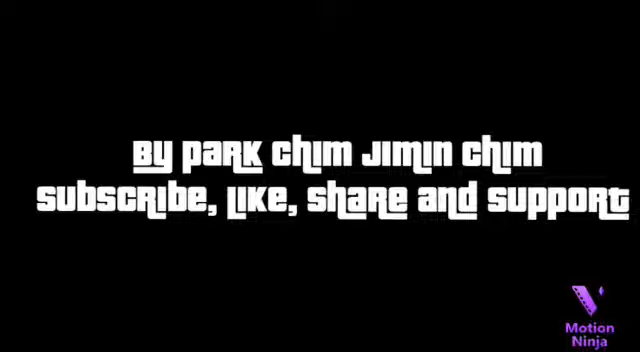 By Park Chim Jimin Chim
subscribe, like, share and support
Motion
Ninja